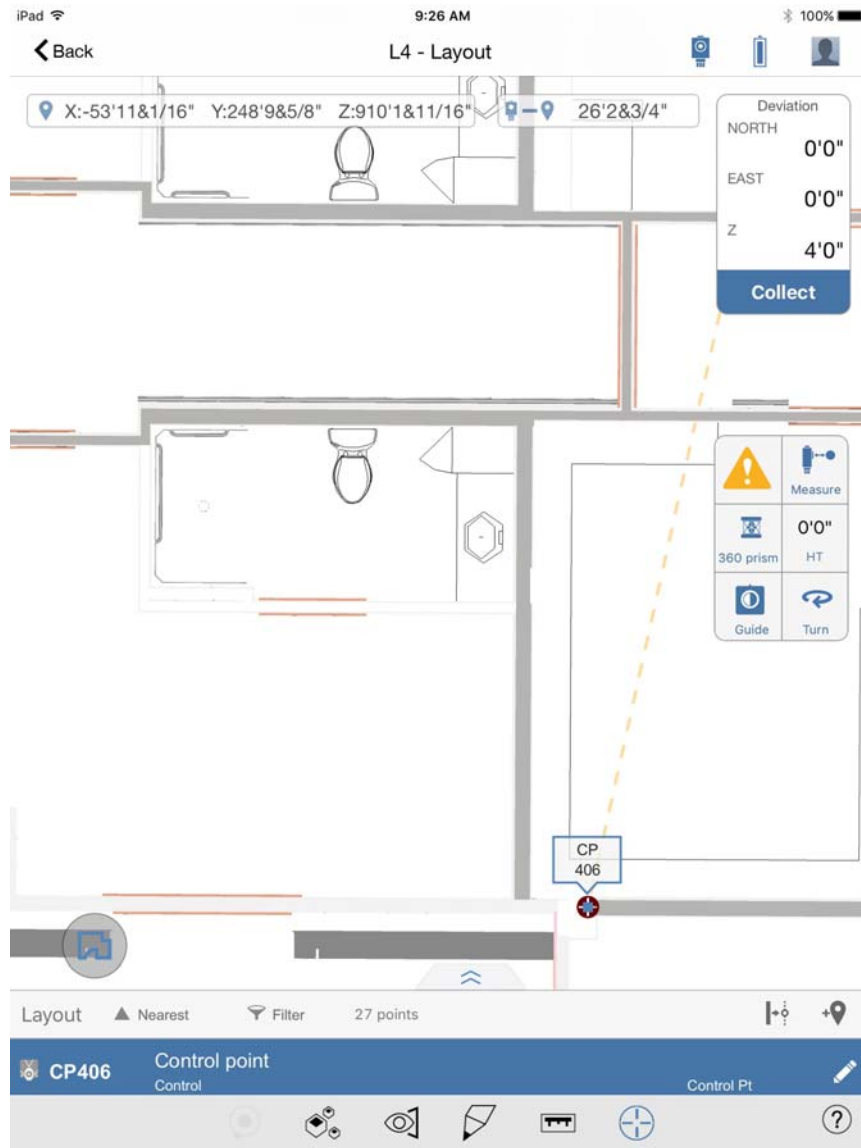 iPad 9:26 AM 100%
Back L4 - Layout
X:-53'11&1/16" Y:248'9&5/8" Z:910'1&11/16" 26'2&3/4"
Deviation
NORTH
0'0"
EAST
0'0"
Z
4'0"
Collect
Measure
360 prism
0'0"
HT
Guide
Turn
CP
406
Layout Nearest Filter 27 points
CP406 Control point
Control Control Pt